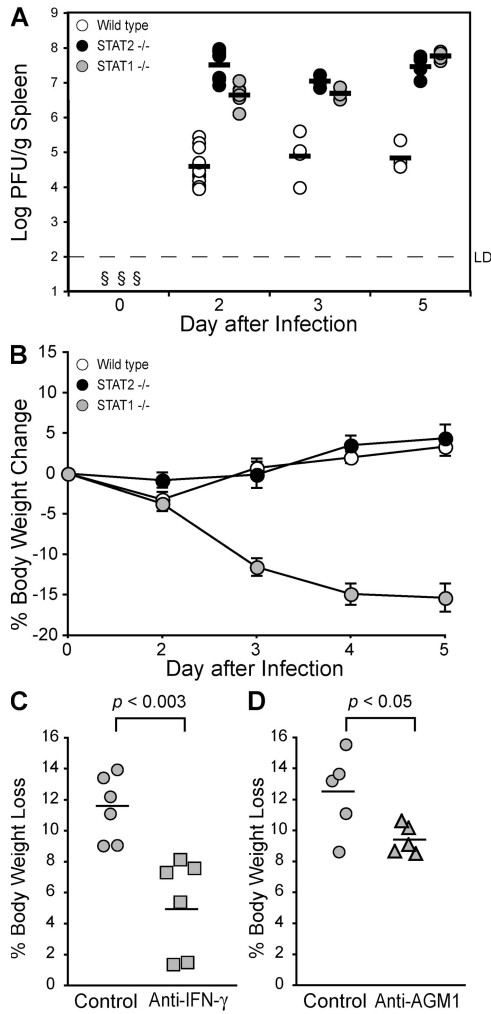 A
Log PFU/g Spleen
9
8
7
6
5
4
3
2
1
Wild type
STAT2 -/-
STAT1 -/-
LD
§ § §
0 2 3 5
Day after Infection
B
% Body Weight Change
15
10
5
0
-5
-10
-15
-20
Wild type
STAT2 -/-
STAT1 -/-
0 2 3 4 5
Day after Infection
C
p < 0.003
% Body Weight Loss
16
14
12
10
8
6
4
2
0
Control Anti-IFN-γ
D
p < 0.05
% Body Weight Loss
16
14
12
10
8
6
4
2
0
Control Anti-AGM1